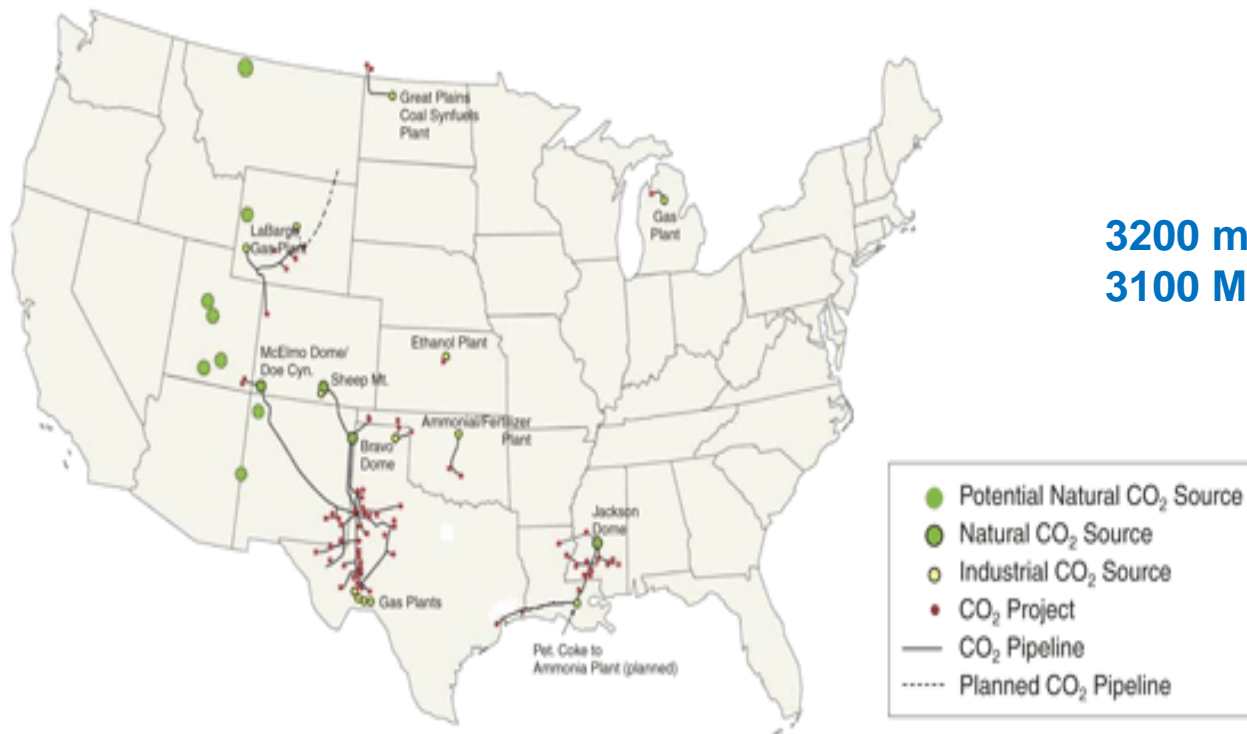 Great Plains
Coal Synfuels
Plant
LaBarge
Gas Plant
Gas
Plant
3200 m
3100 M
McElmo Dome/
Doe Cyn.
Sheep Mt.
Ethanol Plant
Ammonial/Fertilizer
Plant
Bravo
Dome
Jackson
Dome
Gas Plants
Pet. Coke to
Ammonia Plant (planned)
Potential Natural CO₂ Source
Natural CO₂ Source
Industrial CO₂ Source
CO₂ Project
CO₂ Pipeline
Planned CO₂ Pipeline